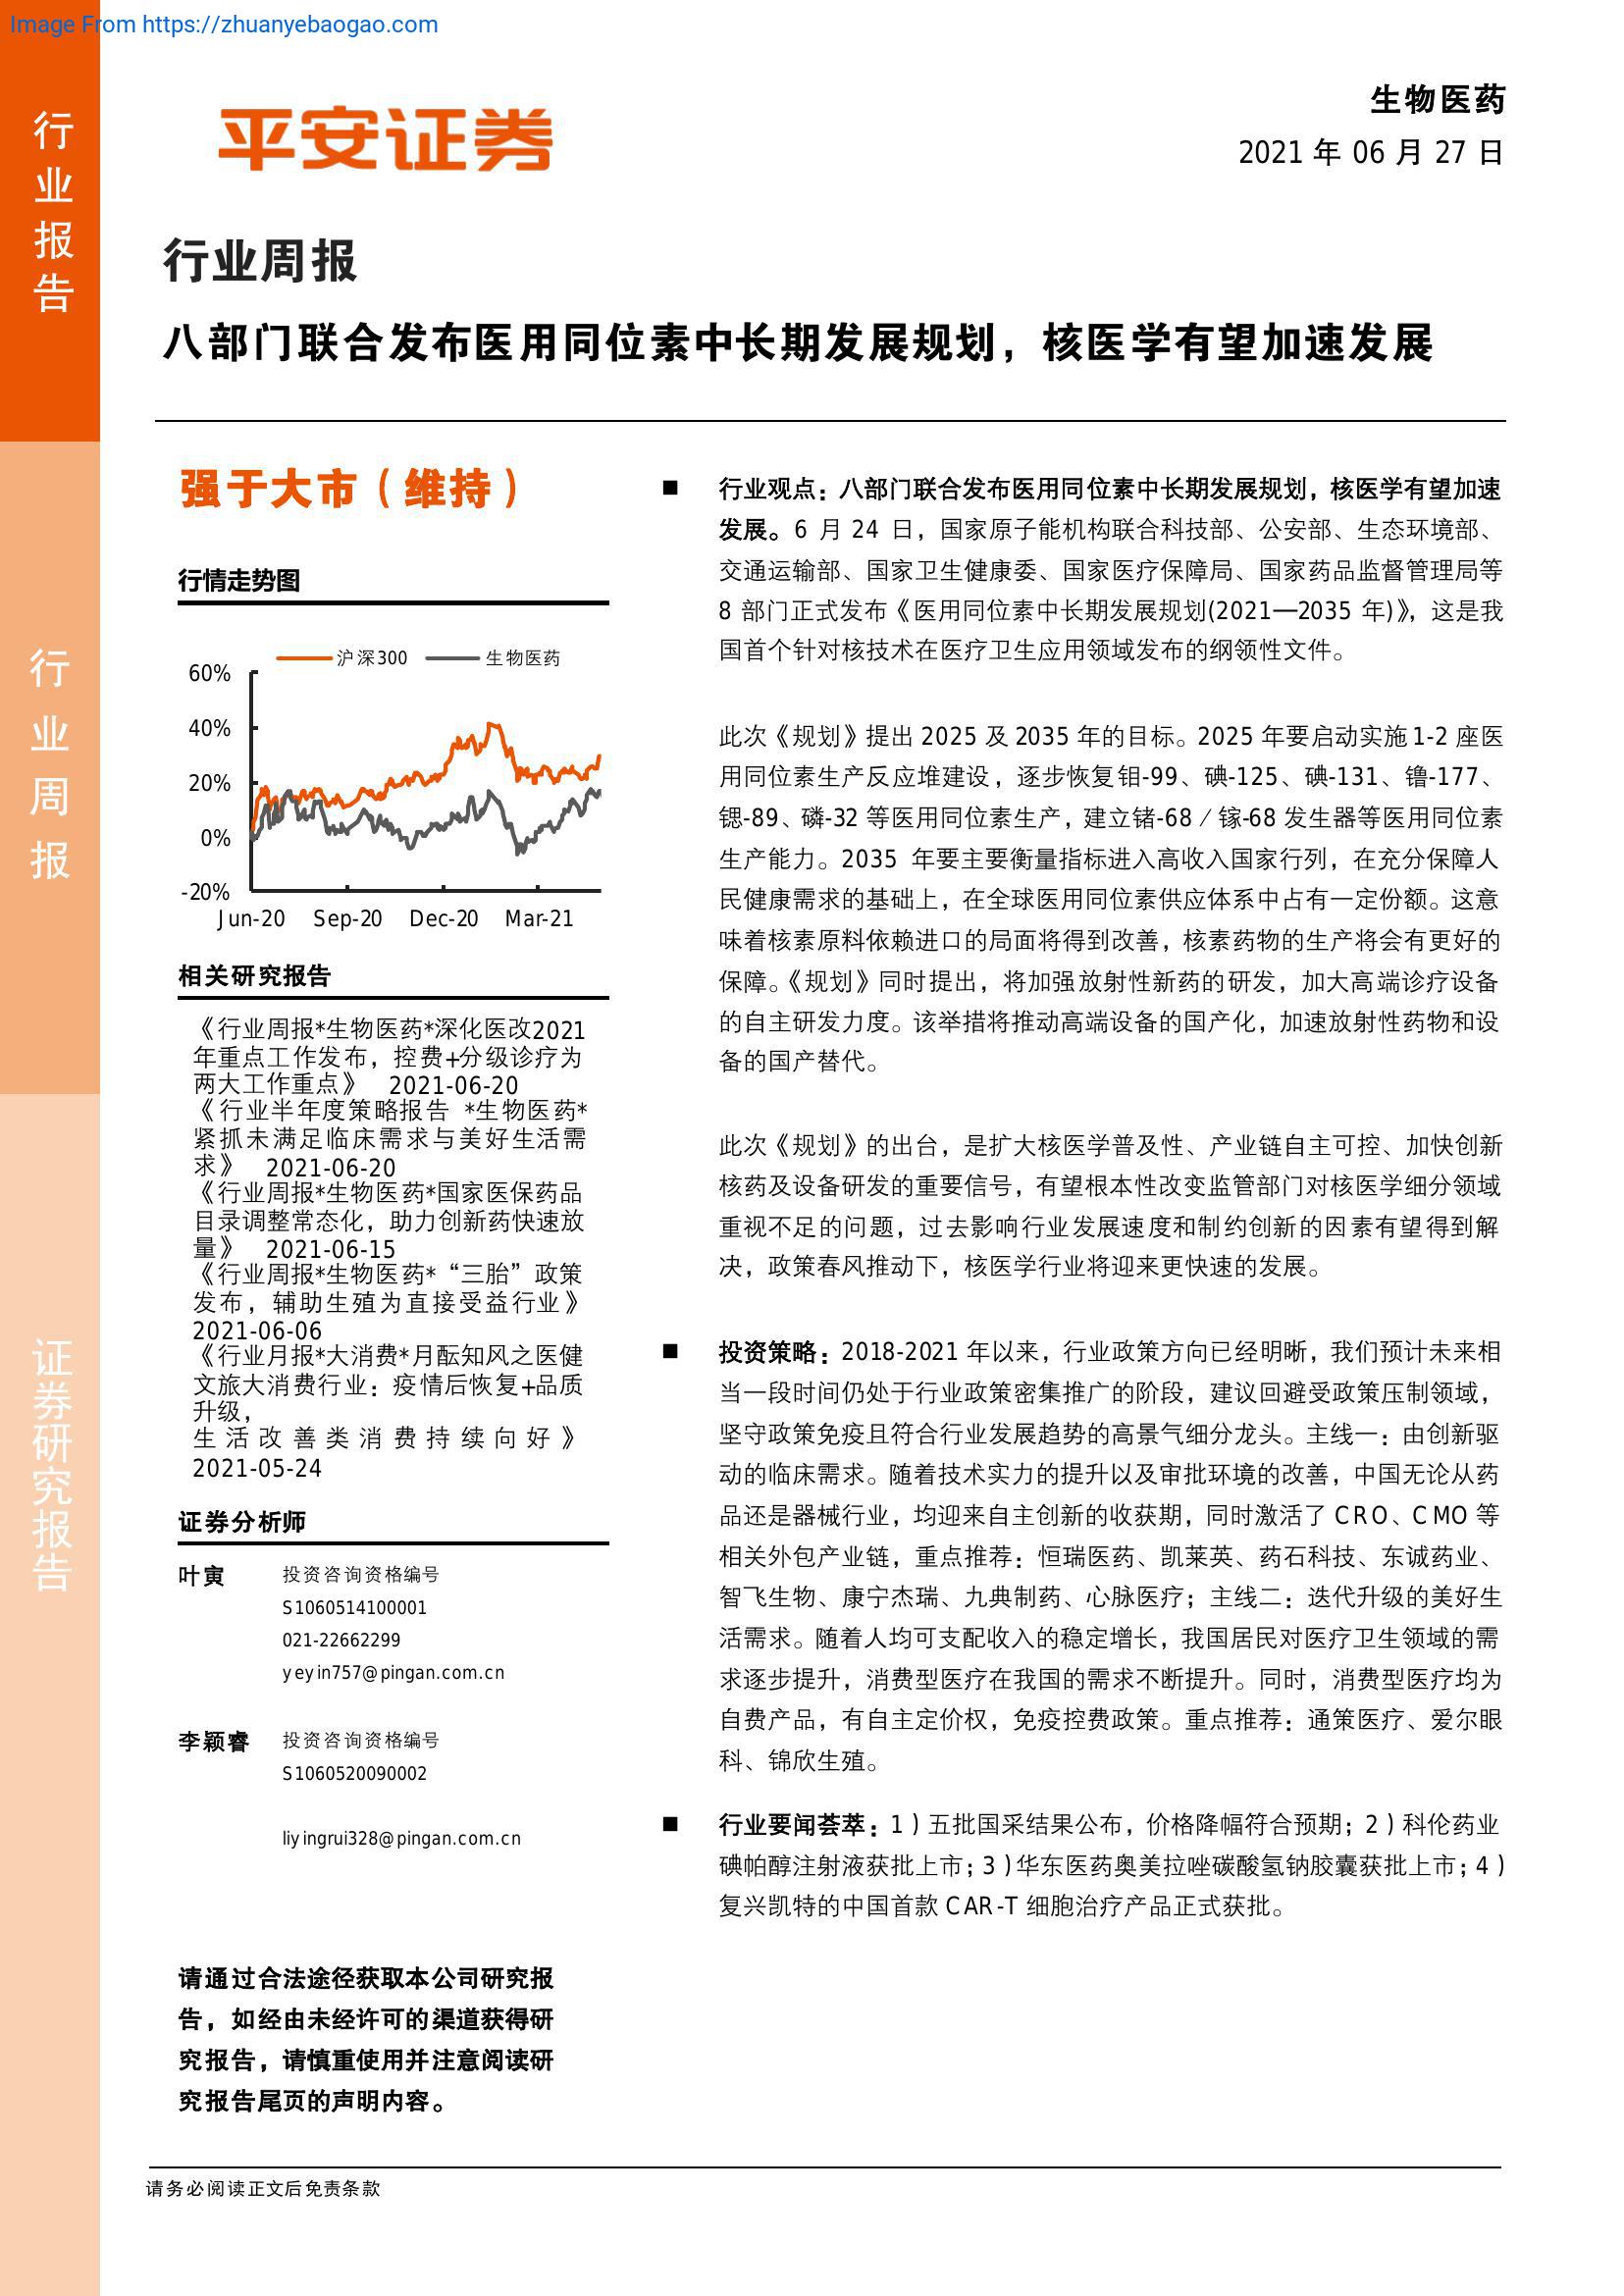 Image From https://zhuanyebaogao.com
行业报告
行业周报
证券研究报告
平安证券
生物医药
2021 年 06 月 27 日
行业周报
八部门联合发布医用同位素中长期发展规划，核医学有望加速发展
强于大市（维持）
行情走势图
沪深300 生物医药
60%
40%
20%
0%
-20%
Jun-20 Sep-20 Dec-20 Mar-21
相关研究报告
《行业周报*生物医药*深化医改2021
年重点工作发布，控费+分级诊疗为
两大工作重点》 2021-06-20
《行业半年度策略报告 *生物医药*
紧抓未满足临床需求与美好生活需
求》 2021-06-20
《行业周报*生物医药*国家医保药品
目录调整常态化，助力创新药快速放
量》 2021-06-15
《行业周报*生物医药*“三胎”政策
发布，辅助生殖为直接受益行业》
2021-06-06
《行业月报*大消费*月酝知风之医健
文旅大消费行业：疫情后恢复+品质
升级，
生活改善类消费持续向好》
2021-05-24
证券分析师
叶寅 投资咨询资格编号
S1060514100001
021-22662299
yeyin757@pingan.com.cn
李颖睿 投资咨询资格编号
S1060520090002
liyingrui328@pingan.com.cn
请通过合法途径获取本公司研究报
告，如经由未经许可的渠道获得研
究报告，请慎重使用并注意阅读研
究报告尾页的声明内容。
■ 行业观点：八部门联合发布医用同位素中长期发展规划，核医学有望加速
发展。6 月 24 日，国家原子能机构联合科技部、公安部、生态环境部、
交通运输部、国家卫生健康委、国家医疗保障局、国家药品监督管理局等
8 部门正式发布《医用同位素中长期发展规划(2021—2035 年)》，这是我
国首个针对核技术在医疗卫生应用领域发布的纲领性文件。
此次《规划》提出 2025 及 2035 年的目标。2025 年要启动实施 1-2 座医
用同位素生产反应堆建设，逐步恢复钼-99、碘-125、碘-131、镥-177、
锶-89、磷-32 等医用同位素生产，建立锗-68／镓-68 发生器等医用同位素
生产能力。2035 年要主要衡量指标进入高收入国家行列，在充分保障人
民健康需求的基础上，在全球医用同位素供应体系中占有一定份额。这意
味着核素原料依赖进口的局面将得到改善，核素药物的生产将会有更好的
保障。《规划》同时提出，将加强放射性新药的研发，加大高端诊疗设备
的自主研发力度。该举措将推动高端设备的国产化，加速放射性药物和设
备的国产替代。
此次《规划》的出台，是扩大核医学普及性、产业链自主可控、加快创新
核药及设备研发的重要信号，有望根本性改变监管部门对核医学细分领域
重视不足的问题，过去影响行业发展速度和制约创新的因素有望得到解
决，政策春风推动下，核医学行业将迎来更快速的发展。
■ 投资策略：2018-2021 年以来，行业政策方向已经明晰，我们预计未来相
当一段时间仍处于行业政策密集推广的阶段，建议回避受政策压制领域，
坚守政策免疫且符合行业发展趋势的高景气细分龙头。主线一：由创新驱
动的临床需求。随着技术实力的提升以及审批环境的改善，中国无论从药
品还是器械行业，均迎来自主创新的收获期，同时激活了 CRO、CMO 等
相关外包产业链，重点推荐：恒瑞医药、凯莱英、药石科技、东诚药业、
智飞生物、康宁杰瑞、九典制药、心脉医疗；主线二：迭代升级的美好生
活需求。随着人均可支配收入的稳定增长，我国居民对医疗卫生领域的需
求逐步提升，消费型医疗在我国的需求不断提升。同时，消费型医疗均为
自费产品，有自主定价权，免疫控费政策。重点推荐：通策医疗、爱尔眼
科、锦欣生殖。
■ 行业要闻荟萃：1）五批国采结果公布，价格降幅符合预期；2）科伦药业
碘帕醇注射液获批上市；3）华东医药奥美拉唑碳酸氢钠胶囊获批上市；4）
复兴凯特的中国首款 CAR-T 细胞治疗产品正式获批。
请务必阅读正文后免责条款